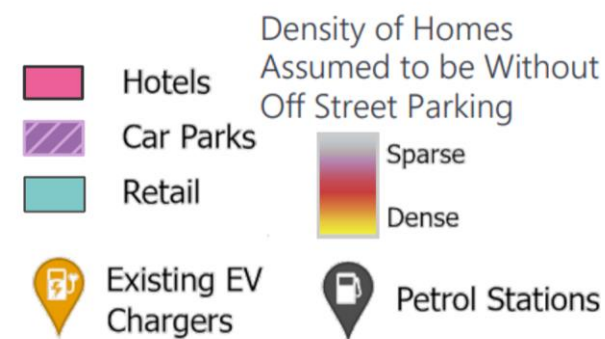 Hotels
Car Parks
Retail
Existing EV
Chargers
Density of Homes
Assumed to be Without
Off Street Parking
Sparse
Dense
Petrol Stations